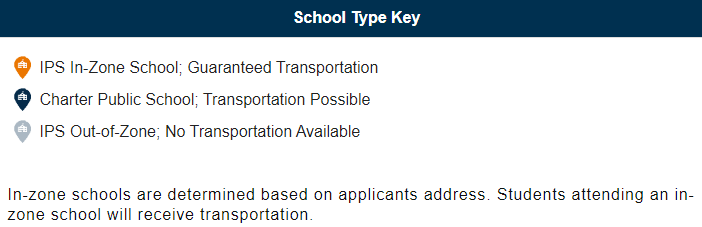 School Type Key
IPS In-Zone School; Guaranteed Transportation
Charter Public School; Transportation Possible
IPS Out-of-Zone; No Transportation Available
In-zone schools are determined based on applicants address. Students attending an in-
zone school will receive transportation.